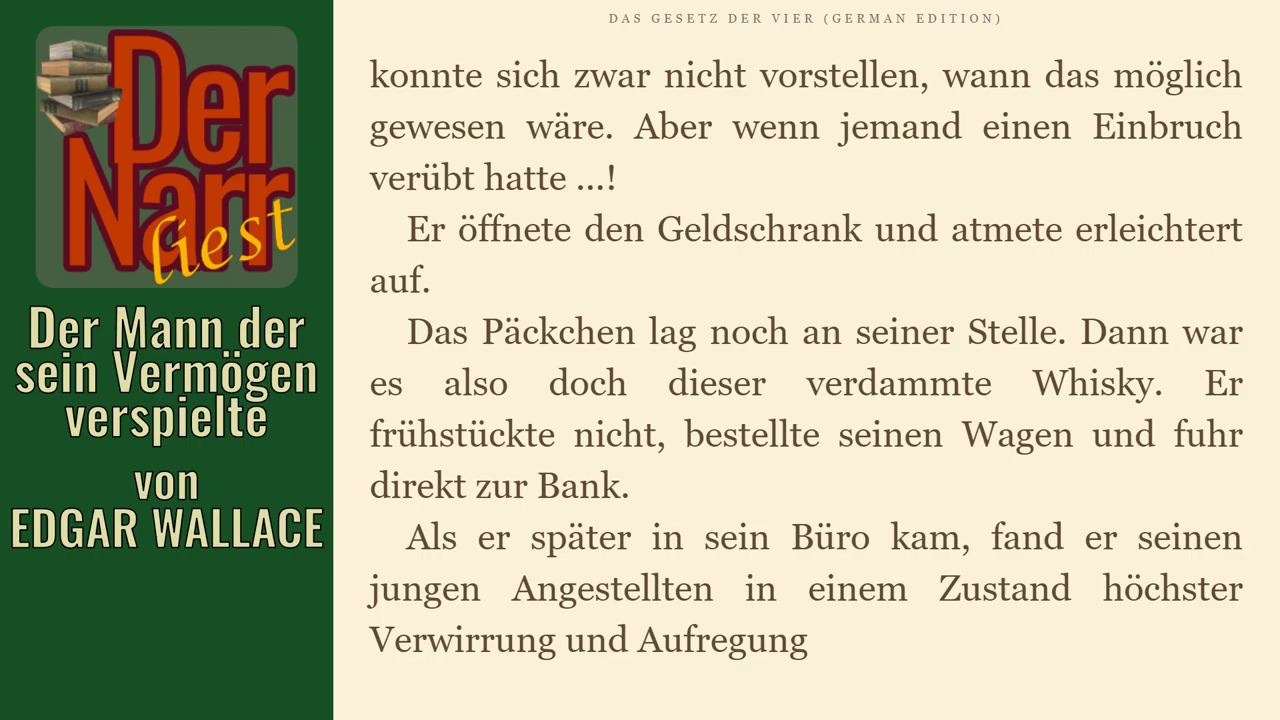 Der
Narr
liest
Der Mann der
sein Vermögen
verspielte
von
EDGAR WALLACE
DAS GESETZ DER VIER (GERMAN EDITION)
konnte sich zwar nicht vorstellen, wann das möglich
gewesen wäre. Aber wenn jemand einen Einbruch
verübt hatte ...!
Er öffnete den Geldschrank und atmete erleichtert
auf.
Das Päckchen lag noch an seiner Stelle. Dann war
es also doch dieser verdammte Whisky. Er
frühstückte nicht, bestellte seinen Wagen und fuhr
direkt zur Bank.
Als er später in sein Büro kam, fand er seinen
jungen Angestellten in einem Zustand höchster
Verwirrung und Aufregung